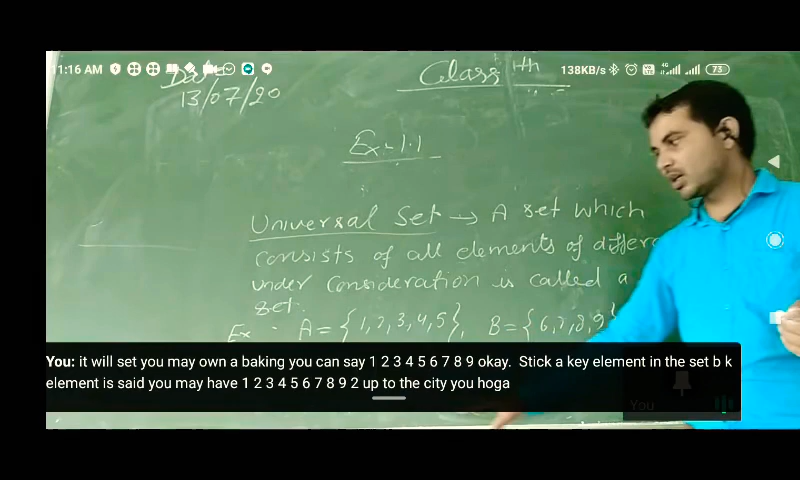 11:16 AM
138KB/s
73
Date
13/07/20
Class
Ex-1.1
Universal Set → A set which
consists of all elements of differe
under consideration is called a
set.
Ex - A = {1,2,3,4,5}, B = {6,7,8,9}
You: it will set you may own a baking you can say 1 2 3 4 5 6 7 8 9 okay. Stick a key element in the set b k
element is said you may have 1 2 3 4 5 6 7 8 9 2 up to the city you hoga
You